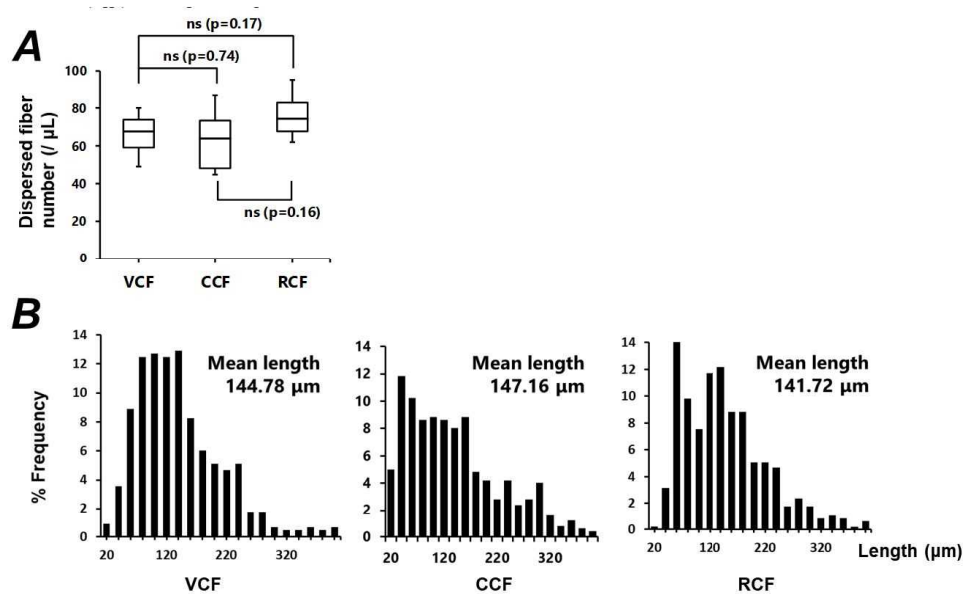 ns (p=0.17)
A
ns (p=0.74)
100
80
60
40
20
0
Dispersed fiber
number (/ µL)
ns (p=0.16)
VCF
CCF
RCF
B
% Frequency
14
12
10
8
6
4
2
0
Mean length
144.78 µm
20
120
220
320
VCF
14
12
10
8
6
4
2
0
Mean length
147.16 µm
20
120
220
320
CCF
14
12
10
8
6
4
2
0
Mean length
141.72 µm
20
120
220
320
RCF
Length (µm)